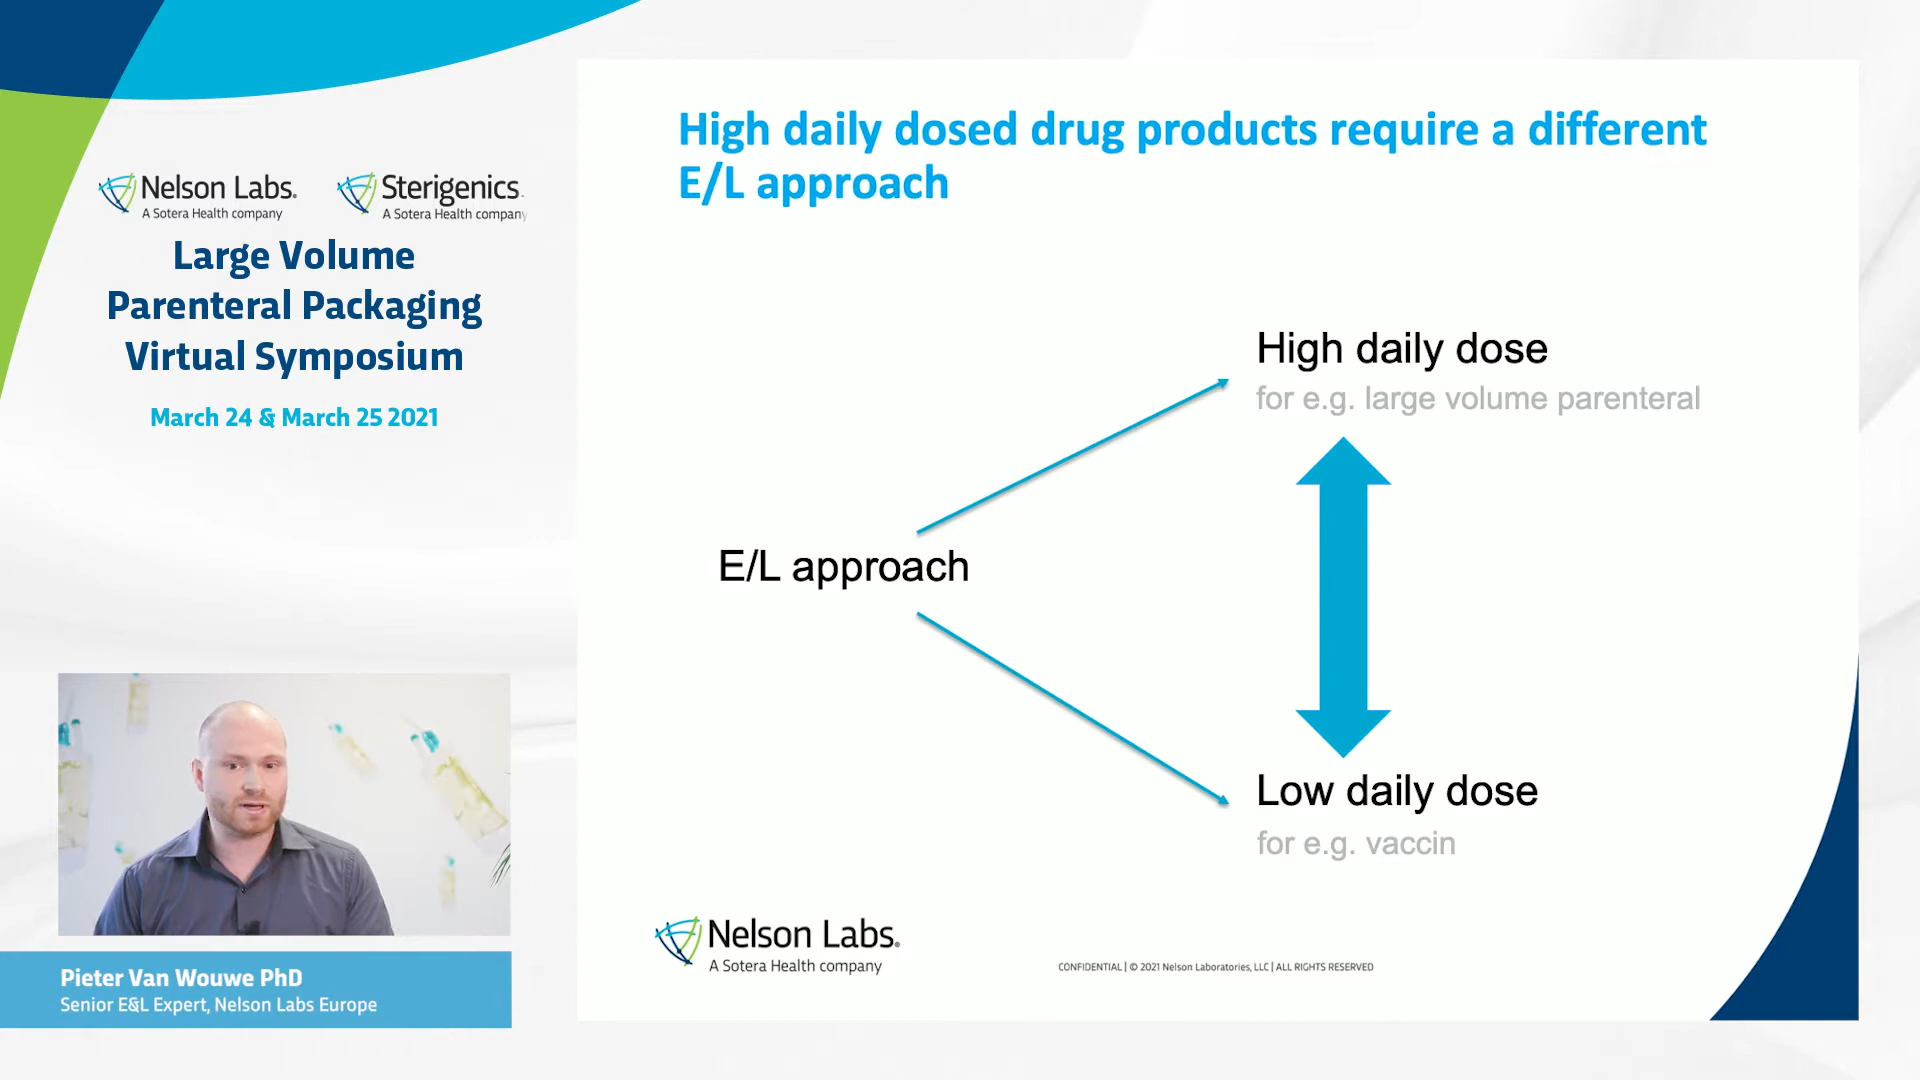 Nelson Labs.
A Sotera Health company
Sterigenics.
A Sotera Health company
Large Volume
Parenteral Packaging
Virtual Symposium
March 24 & March 25 2021
Pieter Van Wouwe PhD
Senior E&L Expert, Nelson Labs Europe
High daily dosed drug products require a different
E/L approach
High daily dose
for e.g. large volume parenteral
E/L approach
Low daily dose
for e.g. vaccin
Nelson Labs®
A Sotera Health company
CONFIDENTIAL | © 2021 Nelson Laboratories, LLC | ALL RIGHTS RESERVED